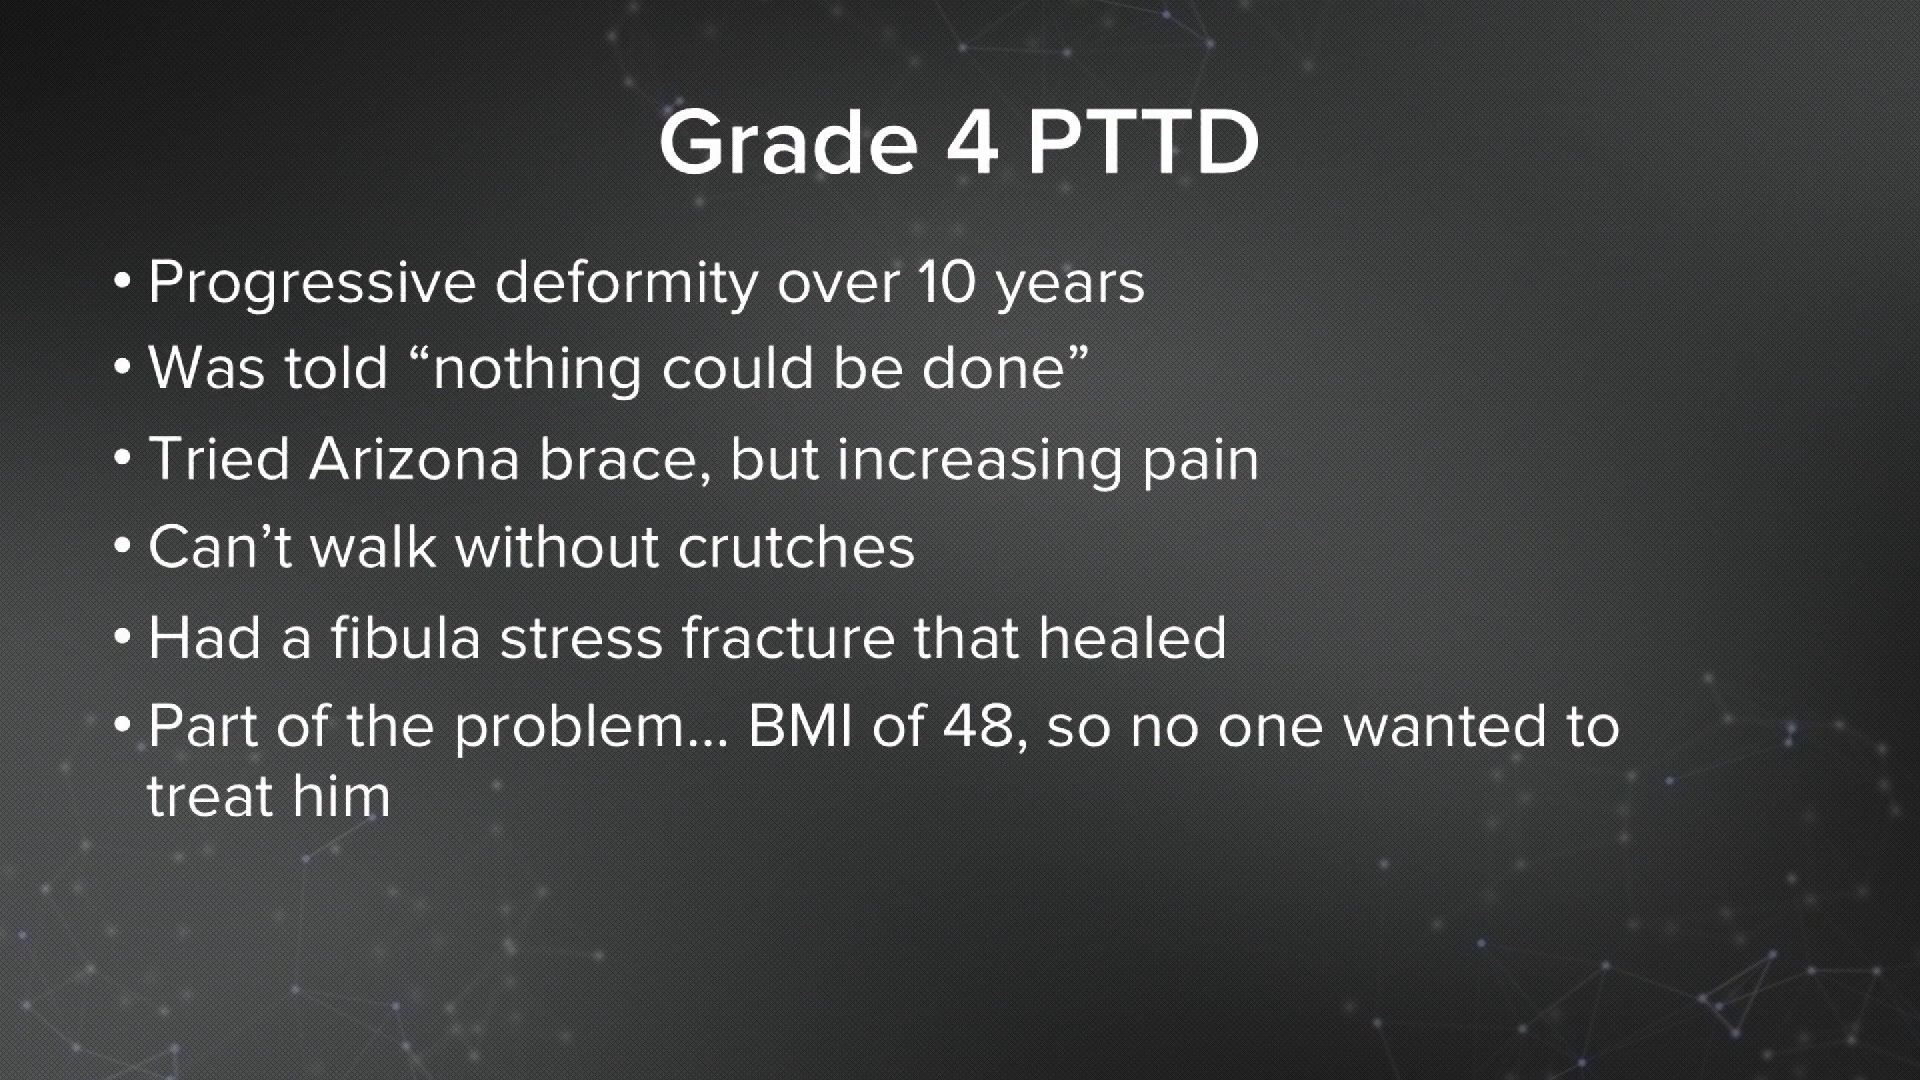 Grade 4 PTTD
• Progressive deformity over 10 years
• Was told “nothing could be done”
• Tried Arizona brace, but increasing pain
• Can’t walk without crutches
• Had a fibula stress fracture that healed
• Part of the problem... BMI of 48, so no one wanted to
treat him